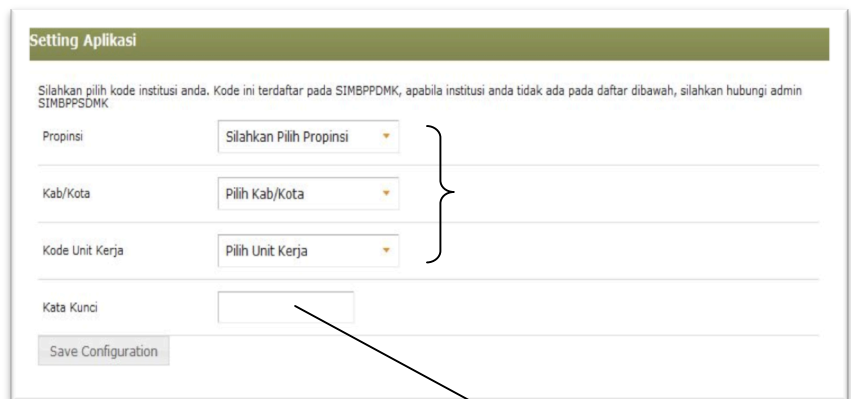 Setting Aplikasi
Silahkan pilih kode institusi anda. Kode ini terdaftar pada SIMBPPDMK, apabila institusi anda tidak ada pada daftar dibawah, silahkan hubungi admin
SIMBPPSDMK
Propinsi Silahkan Pilih Propinsi
Kab/Kota Pilih Kab/Kota
Kode Unit Kerja Pilih Unit Kerja
Kata Kunci
Save Configuration